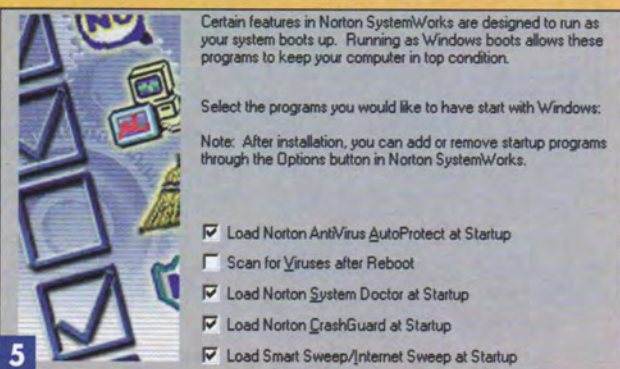 Certain features in Norton SystemWorks are designed to run as
your system boots up. Running as Windows boots allows these
programs to keep your computer in top condition.
Select the programs you would like to have start with Windows:
Note: After installation, you can add or remove startup programs
through the Options button in Norton SystemWorks.
Load Norton AntiVirus AutoProtect at Startup
Scan for Viruses after Reboot
Load Norton System Doctor at Startup
Load Norton CrashGuard at Startup
Load Smart Sweep/Internet Sweep at Startup
5